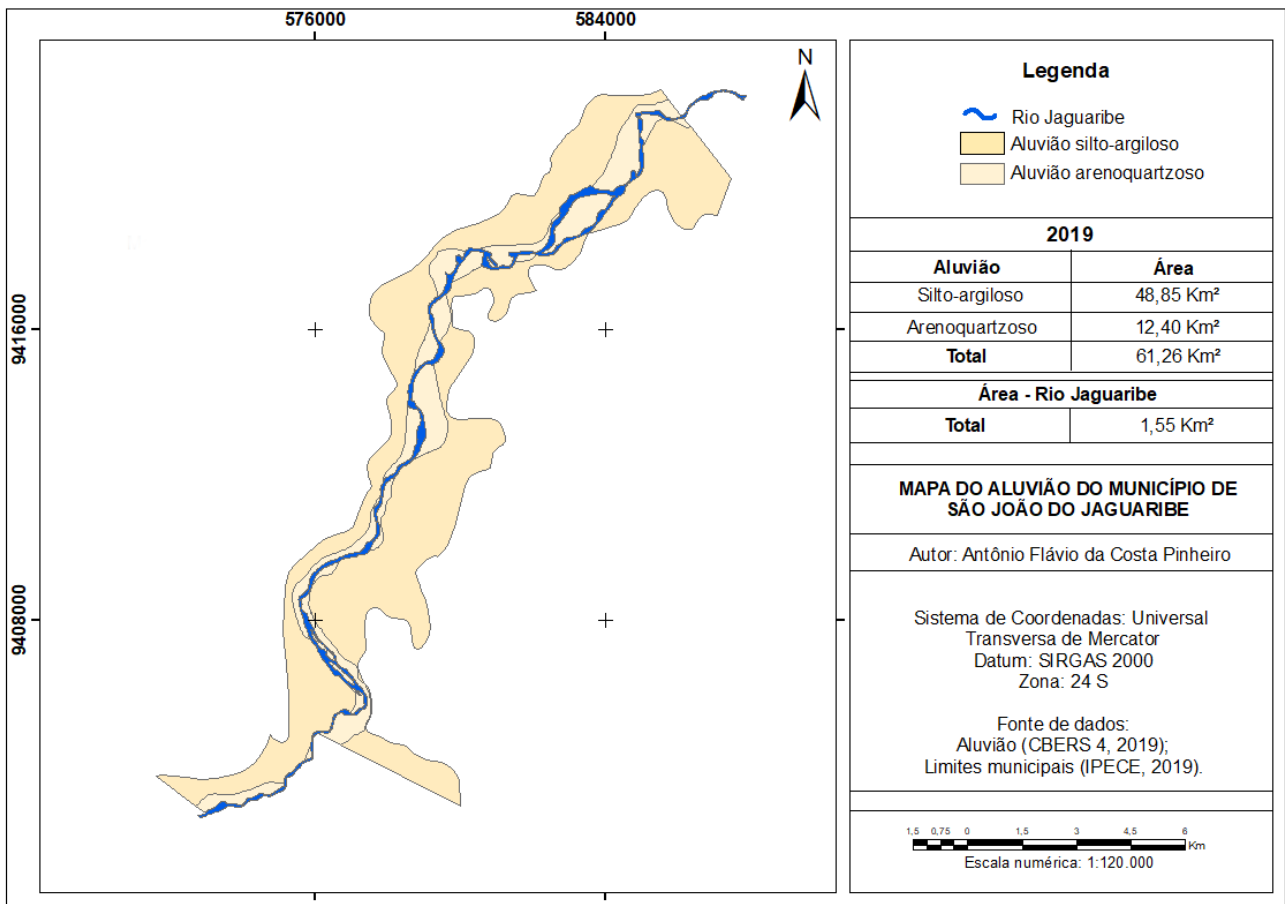 576000
584000
9416000
9408000
N
Legenda
Rio Jaguaribe
Aluvião silto-argiloso
Aluvião arenoquartzoso
2019
Aluvião Área
Silto-argiloso 48,85 Km²
Arenoquartzoso 12,40 Km²
Total 61,26 Km²
Área - Rio Jaguaribe
Total 1,55 Km²
MAPA DO ALUVIÃO DO MUNICÍPIO DE
SÃO JOÃO DO JAGUARIBE
Autor: Antônio Flávio da Costa Pinheiro
Sistema de Coordenadas: Universal
Transversa de Mercator
Datum: SIRGAS 2000
Zona: 24 S
Fonte de dados:
Aluvião (CBERS 4, 2019);
Limites municipais (IPECE, 2019).
1,5 0,75 0 1,5 3 4,5 6
Km
Escala numérica: 1:120.000